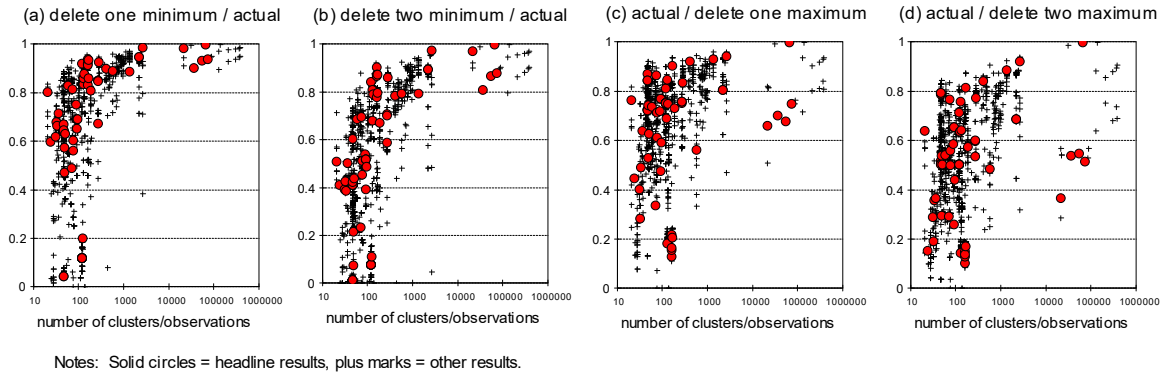 (a) delete one minimum / actual
(b) delete two minimum / actual
(c) actual / delete one maximum
(d) actual / delete two maximum
1
0.8
0.6
0.4
0.2
0
10 100 1000 10000 100000 1000000
number of clusters/observations
1
0.8
0.6
0.4
0.2
0
10 100 1000 10000 100000 1000000
number of clusters/observations
1
0.8
0.6
0.4
0.2
0
10 100 1000 10000 100000 1000000
number of clusters/observations
1
0.8
0.6
0.4
0.2
0
10 100 1000 10000 100000 1000000
number of clusters/observations
Notes: Solid circles = headline results, plus marks = other results.